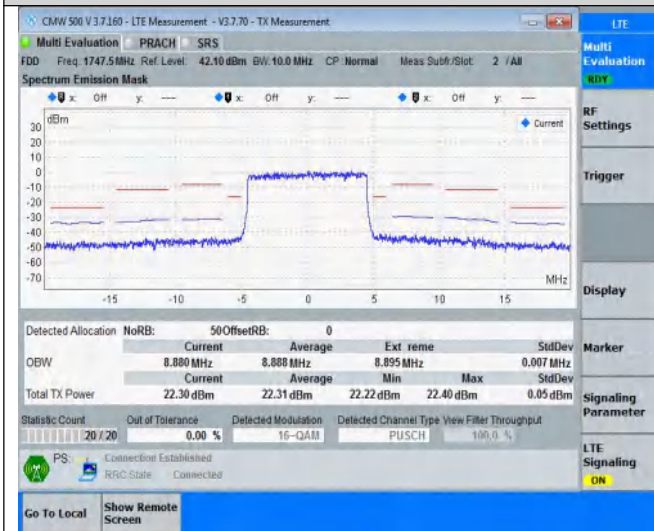 CMW 500 V 3.7.160 - LTE Measurement - V3.7.70 - TX Measurement
LTE
Multi Evaluation PRACH SRS
FDD Freq.:1747.5 MHz Ref. Level: 42.10 dBm BW: 10.0 MHz CP: Normal Meas Subfr./Slot: 2 /All
Spectrum Emission Mask
x: Off y: --- x: Off y: --- x: Off y: ---
dBm
Current
30
20
10
0
-10
-20
-30
-40
-50
-60
-70
MHz
-15 -10 -5 0 5 10 15
Detected Allocation NoRB: 50 OffsetRB: 0
Current Average Ext reme StdDev
OBW 8.880 MHz 8.888 MHz 8.895 MHz 0.007 MHz
Current Average Min Max StdDev
Total TX Power 22.30 dBm 22.31 dBm 22.22 dBm 22.40 dBm 0.05 dBm
Statistic Count Out of Tolerance Detected Modulation Detected Channel Type View Filter Throughput
20 / 20 0.00 % 16-QAM PUSCH 100.0 %
PS: Connection Established
RRC State Connected
Multi
Evaluation
RDY
RF
Settings
Trigger
Display
Marker
Signaling
Parameter
LTE
Signaling
ON
Go To Local
Show Remote
Screen